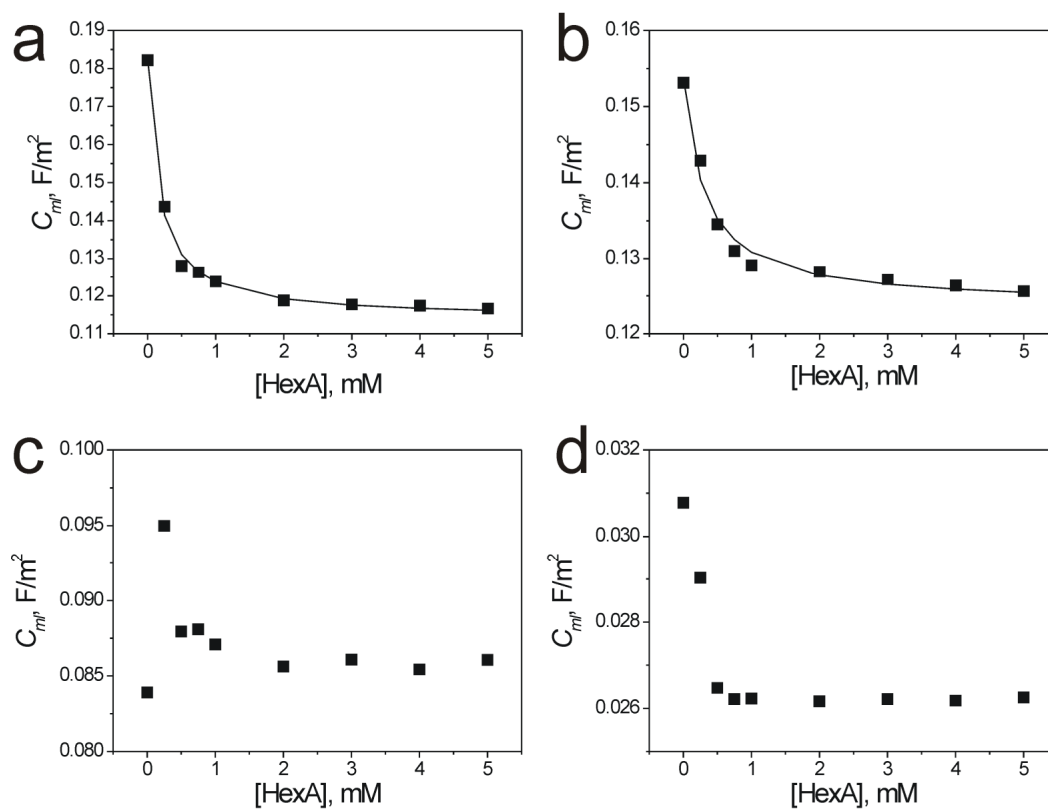 a
0.19
0.18
0.17
0.16
0.15
0.14
0.13
0.12
0.11
C_ml, F/m²
0 1 2 3 4 5
[HexA], mM
b
0.16
0.15
0.14
0.13
0.12
C_ml, F/m²
0 1 2 3 4 5
[HexA], mM
c
0.100
0.095
0.090
0.085
0.080
C_ml, F/m²
0 1 2 3 4 5
[HexA], mM
d
0.032
0.030
0.028
0.026
C_ml, F/m²
0 1 2 3 4 5
[HexA], mM